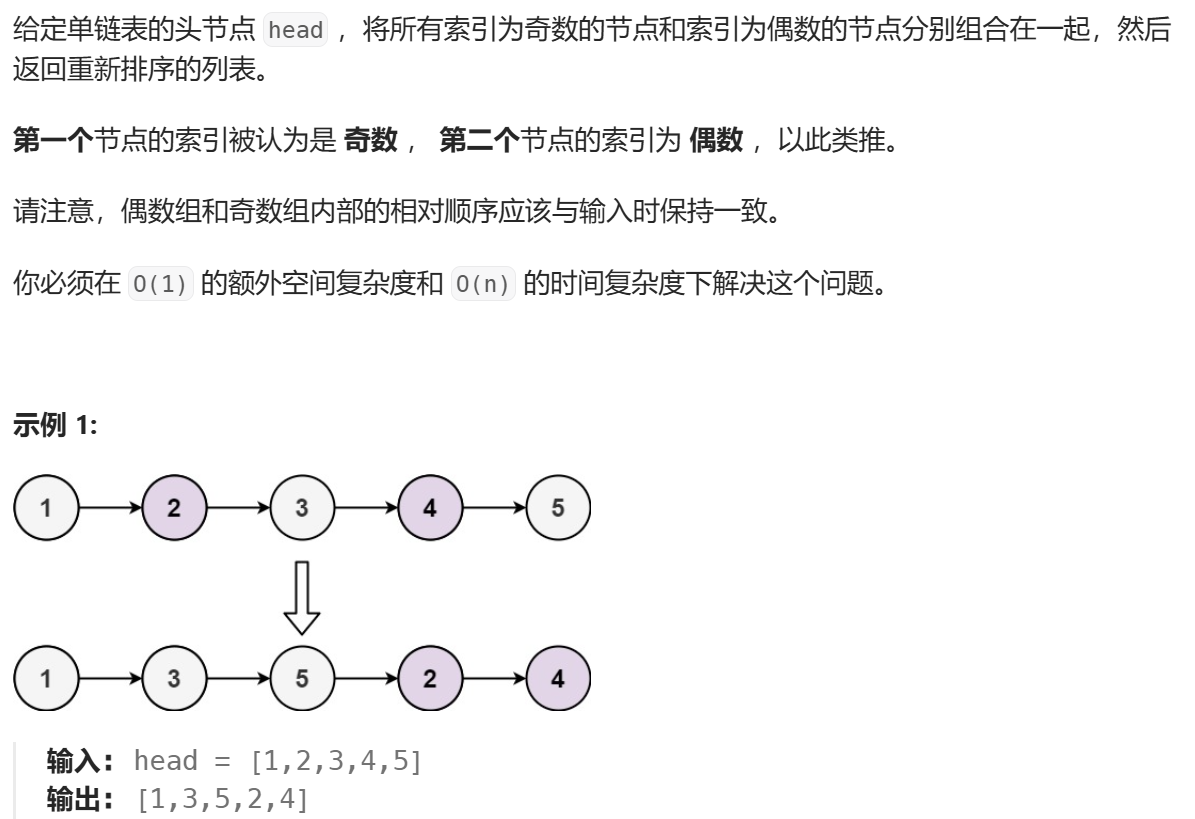 给定单链表的头节点 head ，将所有索引为奇数的节点和索引为偶数的节点分别组合在一起，然后
返回重新排序的列表。
第一个节点的索引被认为是 奇数 ， 第二个节点的索引为 偶数 ，以此类推。
请注意，偶数组和奇数组内部的相对顺序应该与输入时保持一致。
你必须在 O(1) 的额外空间复杂度和 O(n) 的时间复杂度下解决这个问题。
示例 1:
1 2 3 4 5
1 3 5 2 4
输入: head = [1,2,3,4,5]
输出: [1,3,5,2,4]